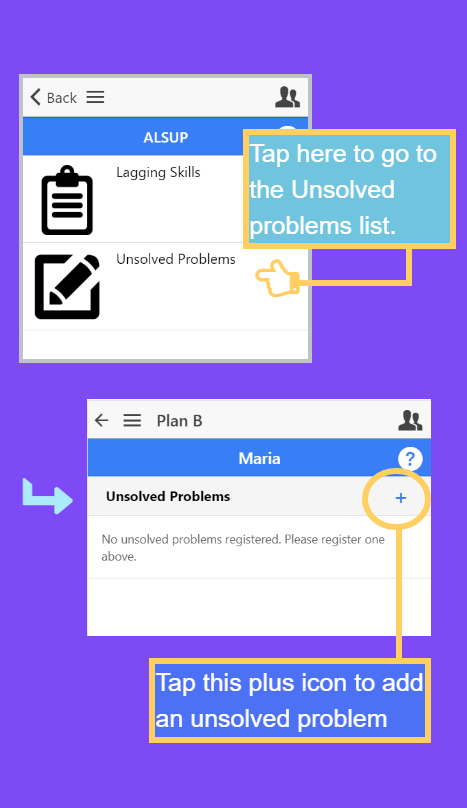 Back
ALSUP
Lagging Skills
Tap here to go to
the Unsolved
problems list.
Unsolved Problems
Plan B
Maria
?
Unsolved Problems
+
No unsolved problems registered. Please register one
above.
Tap this plus icon to add
an unsolved problem